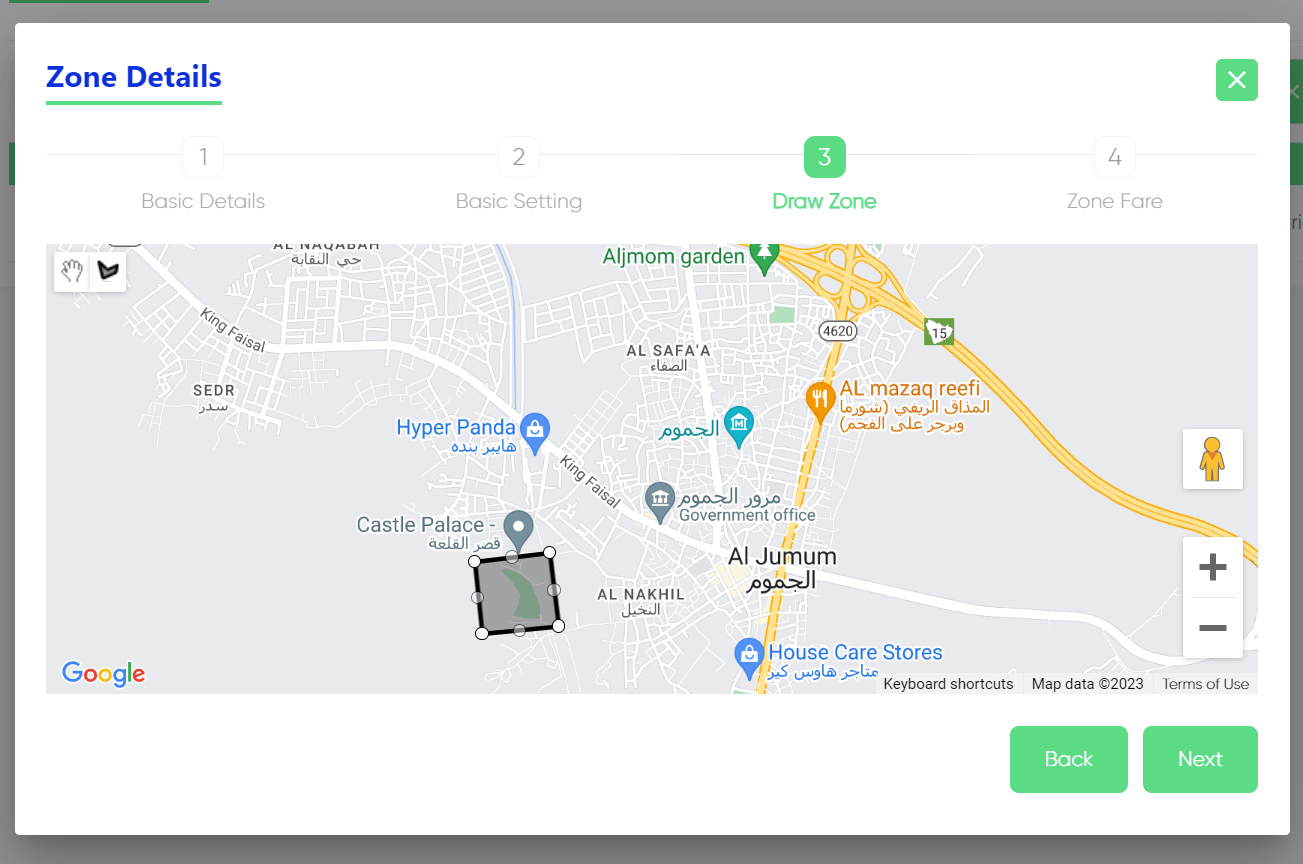 Zone Details
1
2
3
4
Basic Details
Basic Setting
Draw Zone
Zone Fare
AL NAQABAH
حي النقابة
Aljmom garden
King Faisal
4620
15
AL SAFA'A
الصفاء
SEDR
سدر
AL mazaq reefi
المذاق الريفي (شورما
وبرجر على الفحم)
Hyper Panda
هايبر بنده
الجموم
King Faisal
مرور الجموم
Government office
Castle Palace -
قصر القلعة
Al Jumum
الجموم
AL NAKHIL
النخيل
House Care Stores
متاجر هاوس كير
Google
Keyboard shortcuts
Map data ©2023
Terms of Use
Back
Next